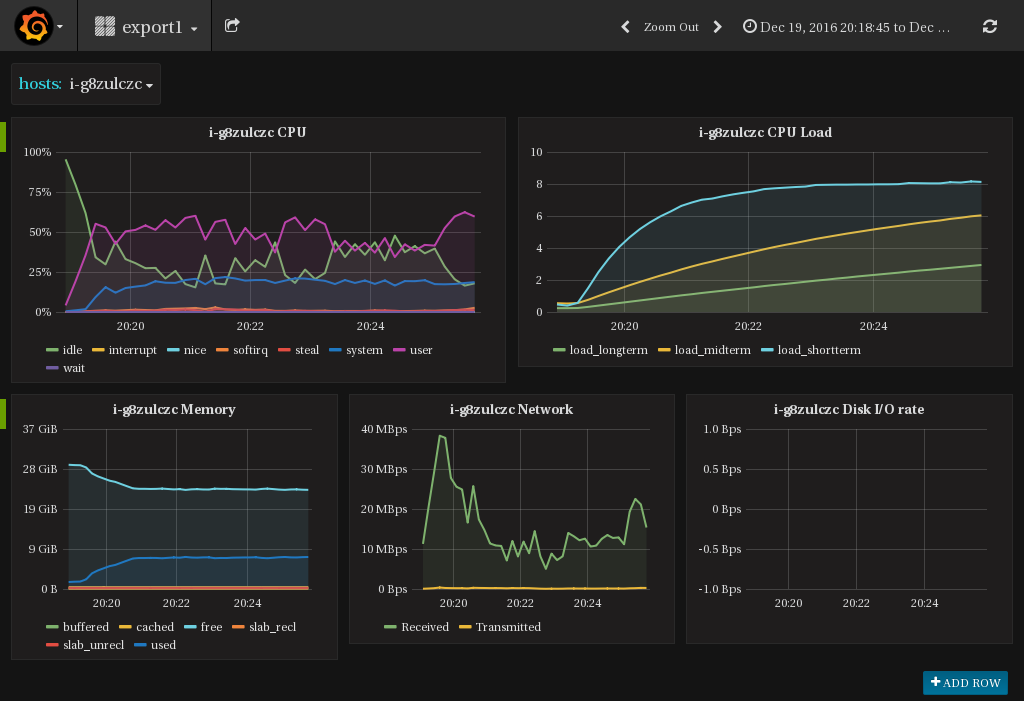 export1
Zoom Out
Dec 19, 2016 20:18:45 to Dec ...
hosts: i-g8zulczc
i-g8zulczc CPU
100%
75%
50%
25%
0%
20:20 20:22 20:24
idle interrupt nice softirq steal system user
wait
i-g8zulczc CPU Load
10
8
6
4
2
0
20:20 20:22 20:24
load_longterm load_midterm load_shortterm
i-g8zulczc Memory
37 GiB
28 GiB
19 GiB
9 GiB
0 B
20:20 20:22 20:24
buffered cached free slab_recl
slab_unrecl used
i-g8zulczc Network
40 MBps
30 MBps
20 MBps
10 MBps
0 Bps
20:20 20:22 20:24
Received Transmitted
i-g8zulczc Disk I/O rate
1.0 Bps
0.5 Bps
0 Bps
-0.5 Bps
-1.0 Bps
20:20 20:22 20:24
ADD ROW